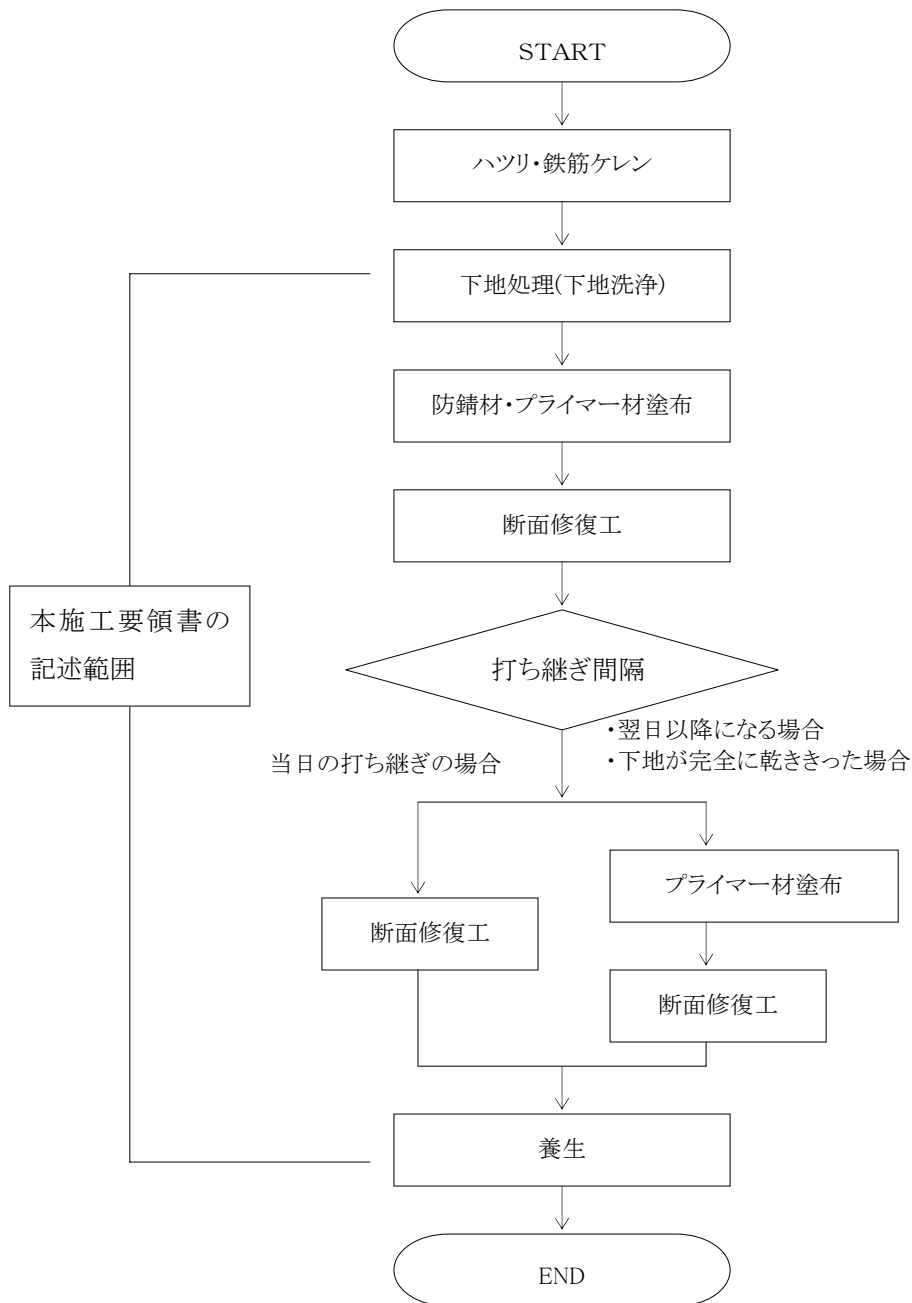 START
ハツリ・鉄筋ケレン
下地処理(下地洗浄)
防錆材・プライマー材塗布
断面修復工
本施工要領書の
記述範囲
打ち継ぎ間隔
・翌日以降になる場合
・下地が完全に乾ききった場合
当日の打ち継ぎの場合
プライマー材塗布
断面修復工
断面修復工
養生
END